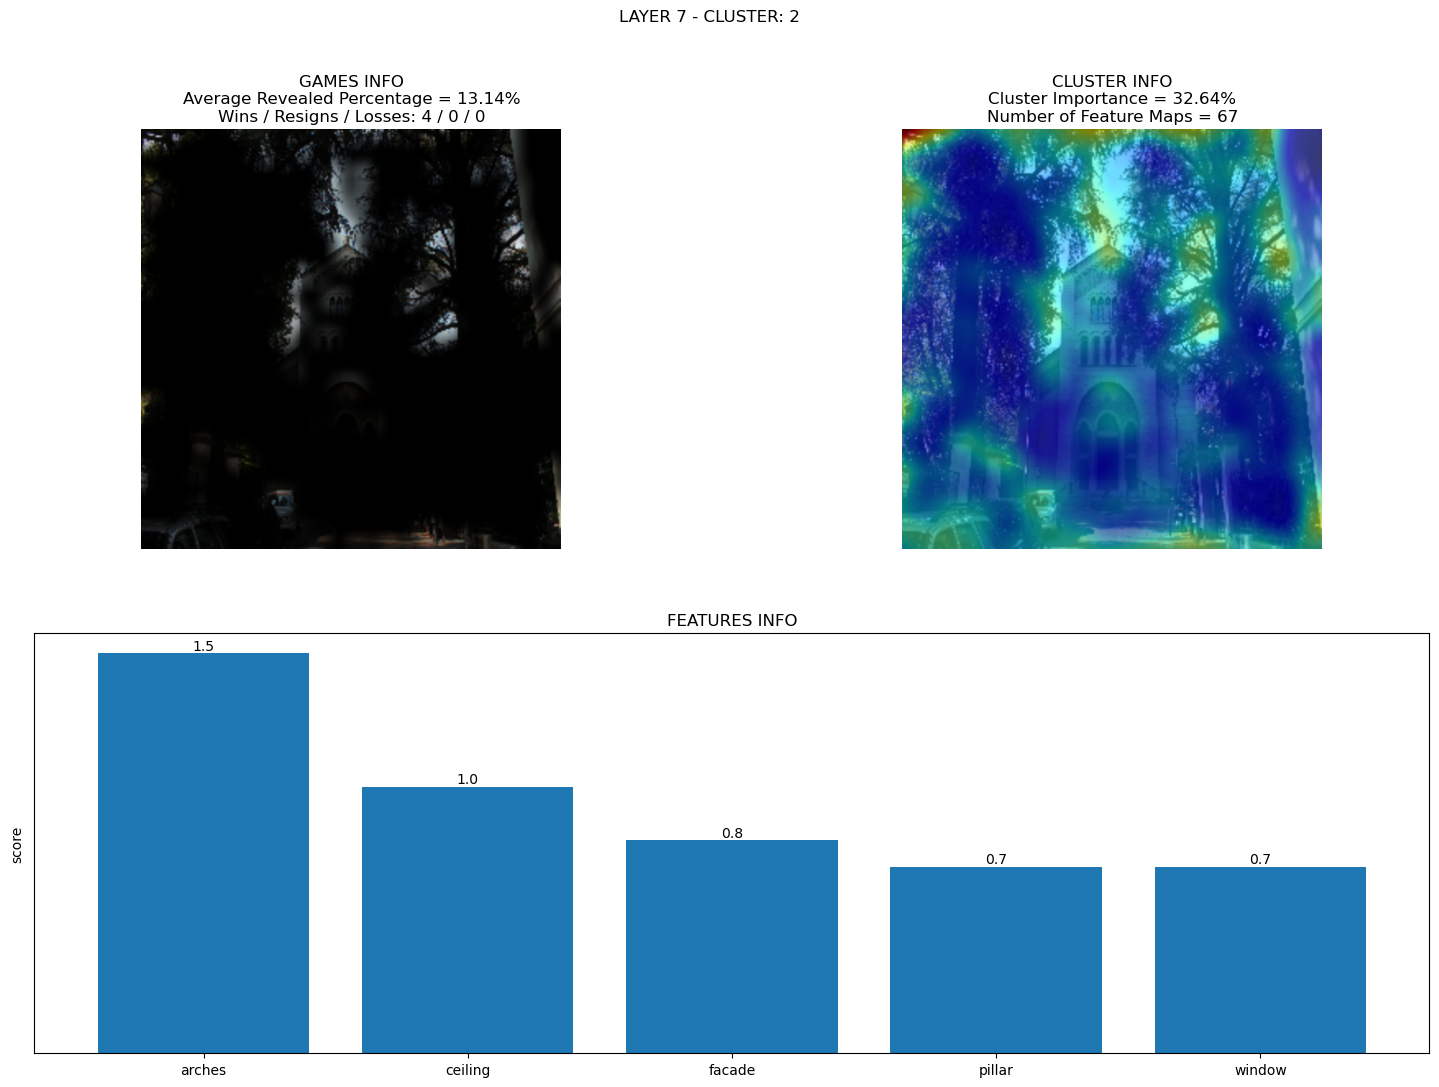 LAYER 7 - CLUSTER: 2
GAMES INFO
Average Revealed Percentage = 13.14%
Wins / Resigns / Losses: 4 / 0 / 0
CLUSTER INFO
Cluster Importance = 32.64%
Number of Feature Maps = 67
FEATURES INFO
score
1.5
1.0
0.8
0.7
0.7
arches
ceiling
facade
pillar
window